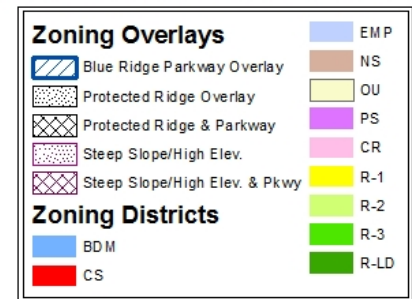 Zoning Overlays
Blue Ridge Parkway Overlay
Protected Ridge Overlay
Protected Ridge & Parkway
Steep Slope/High Elev.
Steep Slope/High Elev. & Pkwy
Zoning Districts
BDM
CS
EMP
NS
OU
PS
CR
R-1
R-2
R-3
R-LD